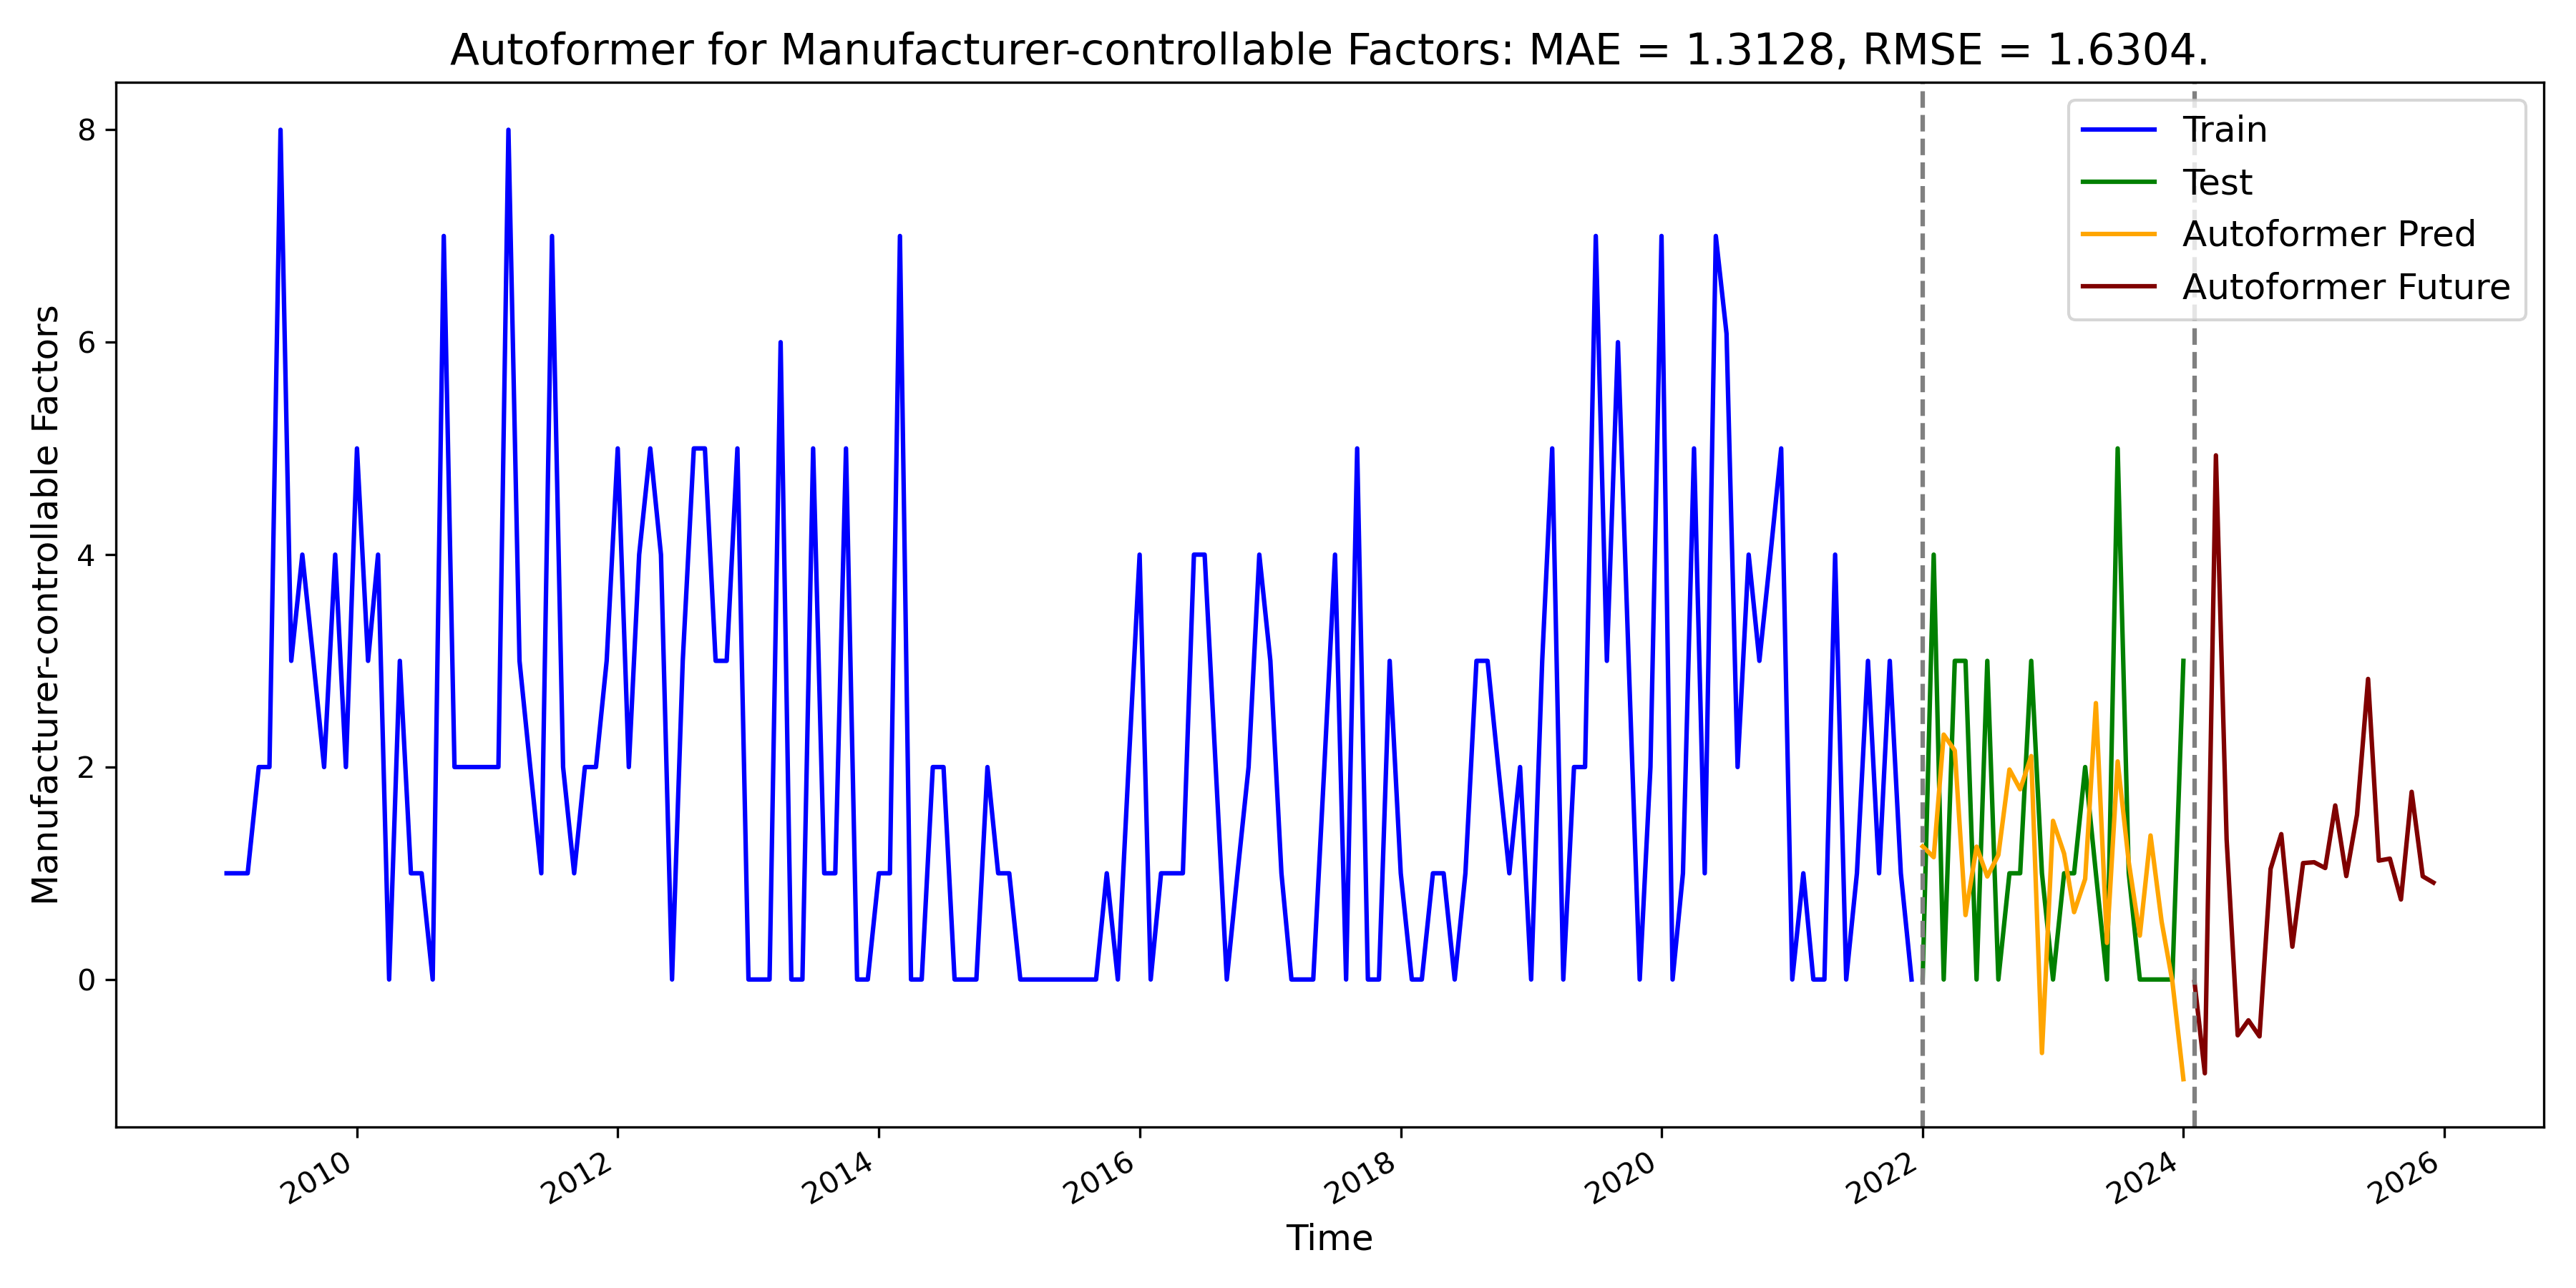 Autoformer for Manufacturer-controllable Factors: MAE = 1.3128, RMSE = 1.6304.
Manufacturer-controllable Factors
8
6
4
2
0
Train
Test
Autoformer Pred
Autoformer Future
2010
2012
2014
2016
2018
2020
2022
2024
2026
Time